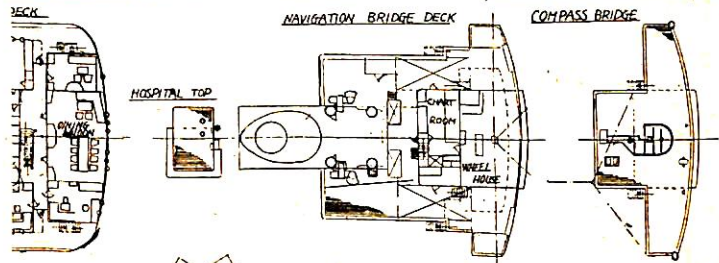 DECK
NAVIGATION BRIDGE DECK
COMPASS BRIDGE
HOSPITAL TOP
CHART
ROOM
DINING
WHEEL
HOUSE